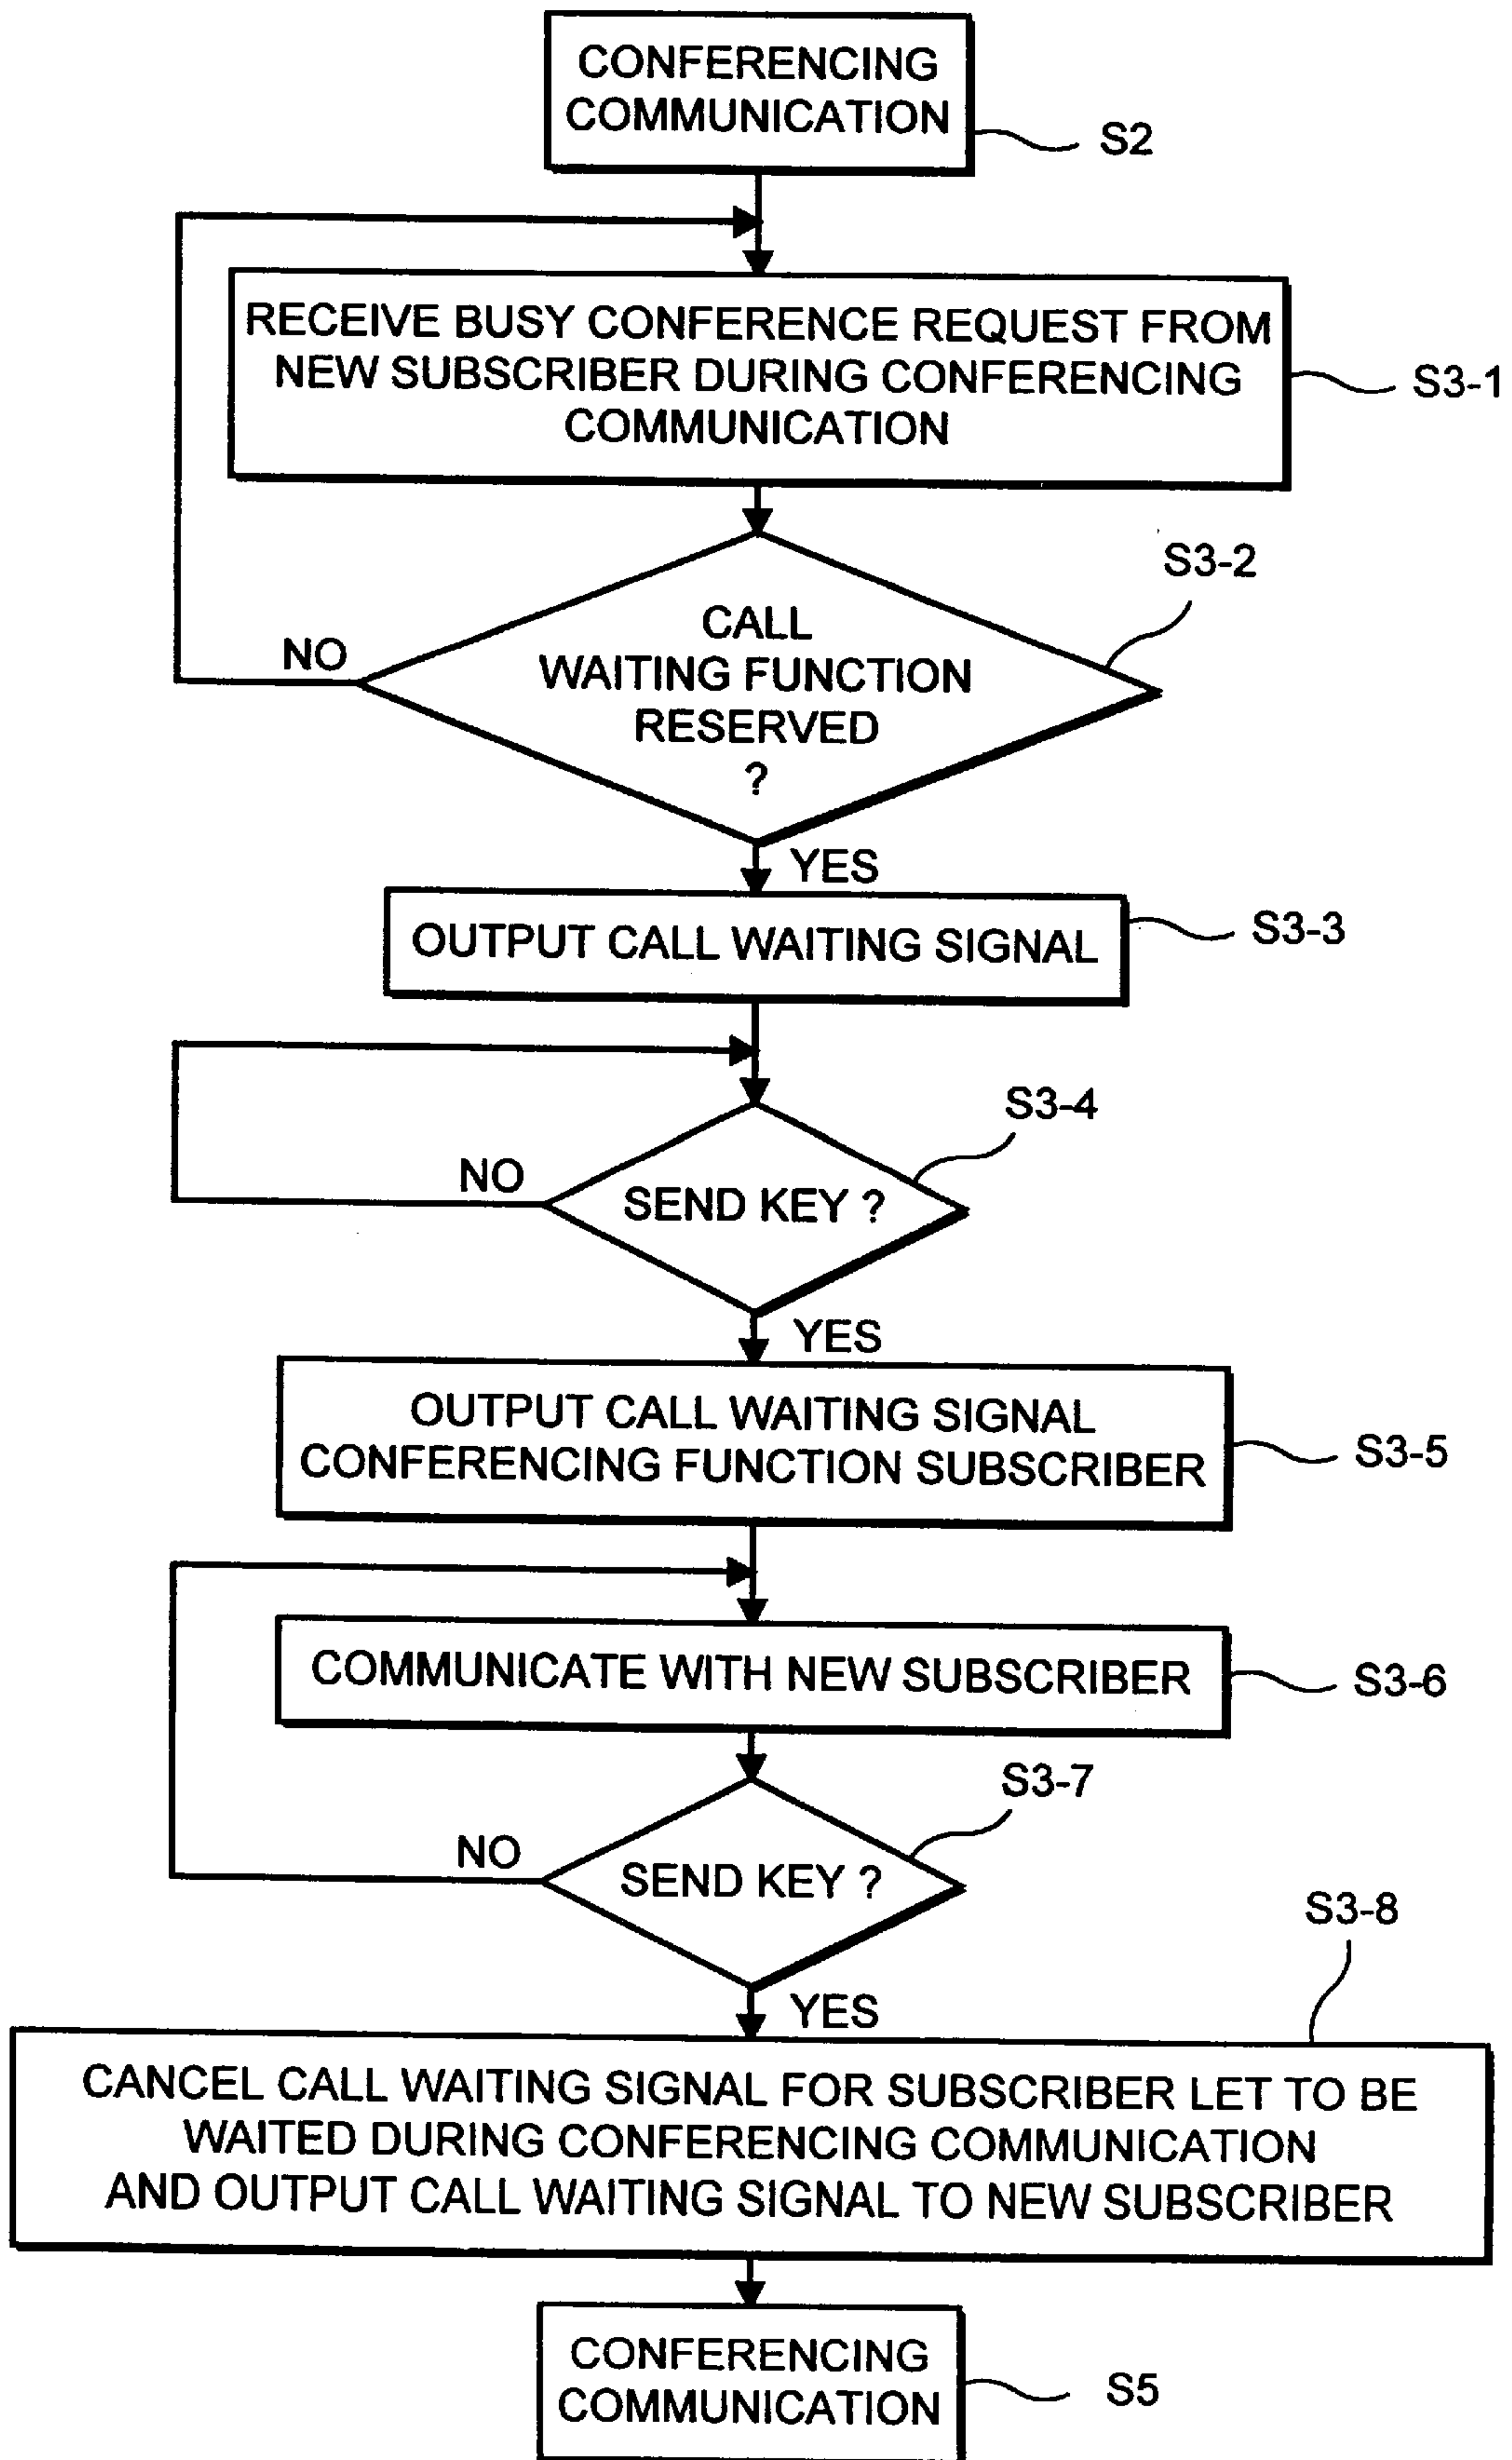 CONFERENCING
COMMUNICATION
S2
RECEIVE BUSY CONFERENCE REQUEST FROM
NEW SUBSCRIBER DURING CONFERENCING
COMMUNICATION
S3-1
S3-2
CALL
WAITING FUNCTION
RESERVED
?
NO
YES
OUTPUT CALL WAITING SIGNAL
S3-3
S3-4
NO
SEND KEY ?
YES
OUTPUT CALL WAITING SIGNAL
CONFERENCING FUNCTION SUBSCRIBER
S3-5
COMMUNICATE WITH NEW SUBSCRIBER
S3-6
S3-7
NO
SEND KEY ?
YES
S3-8
CANCEL CALL WAITING SIGNAL FOR SUBSCRIBER LET TO BE
WAITED DURING CONFERENCING COMMUNICATION
AND OUTPUT CALL WAITING SIGNAL TO NEW SUBSCRIBER
CONFERENCING
COMMUNICATION
S5